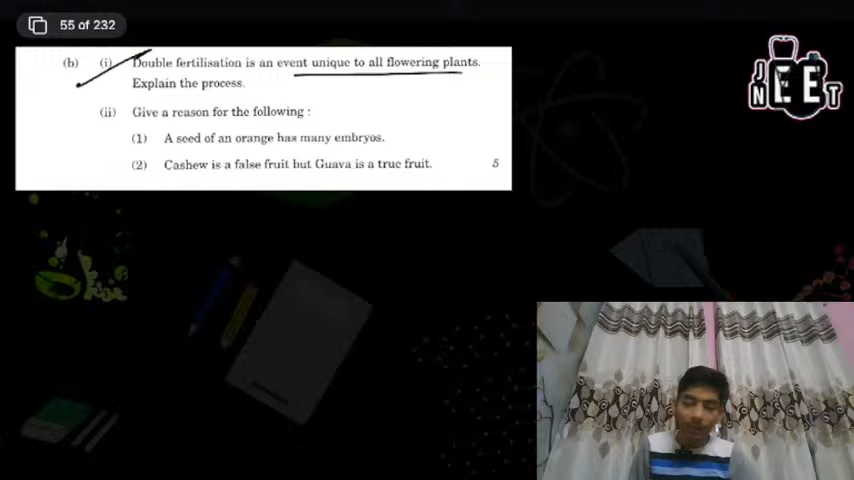 55 of 232
(b) (i) Double fertilisation is an event unique to all flowering plants.
Explain the process.
(ii) Give a reason for the following :
(1) A seed of an orange has many embryos.
(2) Cashew is a false fruit but Guava is a true fruit. 5
J
NEET